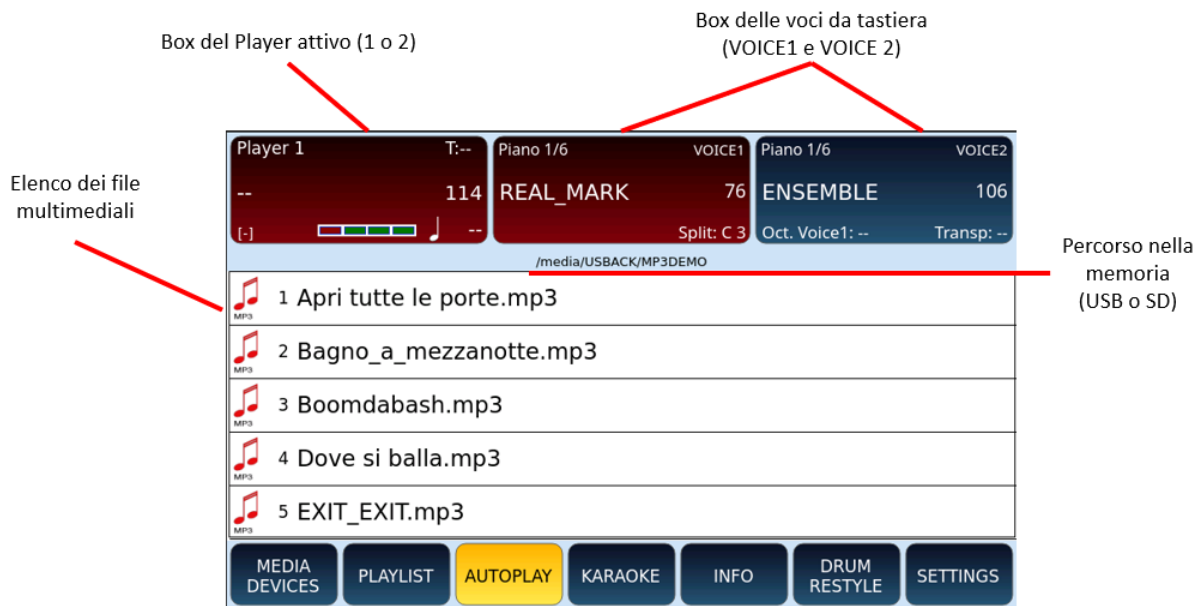 Box del Player attivo (1 o 2)
Box delle voci da tastiera
(VOICE1 e VOICE 2)
Elenco dei file
multimediali
Percorso nella
memoria
(USB o SD)
Player 1 T:--
-- 114
[-] --
Piano 1/6 VOICE1
REAL_MARK 76
Split: C 3
Piano 1/6 VOICE2
ENSEMBLE 106
Oct. Voice1: -- Transp: --
/media/USBACK/MP3DEMO
MP3 1 Apri tutte le porte.mp3
MP3 2 Bagno_a_mezzanotte.mp3
MP3 3 Boomdabash.mp3
MP3 4 Dove si balla.mp3
MP3 5 EXIT_EXIT.mp3
MEDIA
DEVICES
PLAYLIST
AUTOPLAY
KARAOKE
INFO
DRUM
RESTYLE
SETTINGS